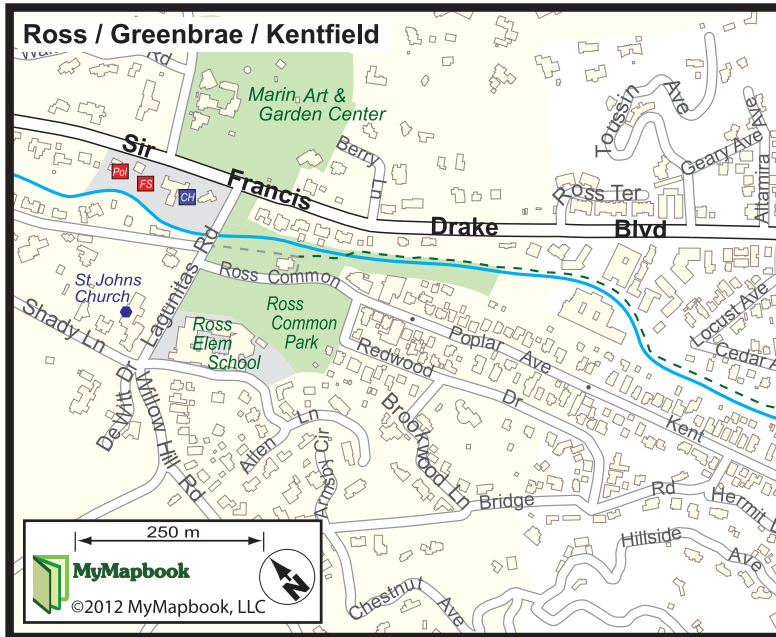 Ross / Greenbrae / Kentfield
Rd
Marin Art &
Garden Center
Toussin
Ave
Geary Ave
Altamira
Ave
Sir
Francis
Drake
Blvd
Berry
Ln
Ross Ter
Pol
FS
CH
Lagunitas Rd
St Johns
Church
Shady Ln
Ross Common
Ross
Common
Park
Ross
Elem
School
Poplar Ave
Locust Ave
Cedar A
Redwood
Dr
De Witt Dr
Willow Hill Rd
Allen Ln
Armsby Cir
Brookwood Ln
Kent
Bridge Rd
Hermit L
Hillside Ave
Chestnut Ave
250 m
MyMapbook
©2012 MyMapbook, LLC
N